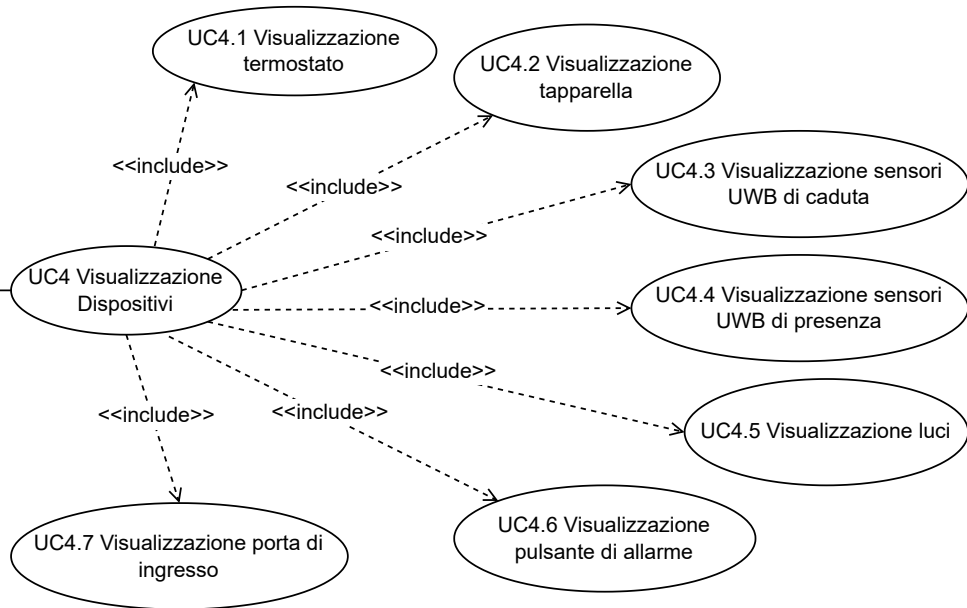 UC4.1 Visualizzazione
termostato
UC4.2 Visualizzazione
tapparella
<<include>>
<<include>>
UC4.3 Visualizzazione sensori
UWB di caduta
<<include>>
UC4 Visualizzazione
Dispositivi
<<include>>
UC4.4 Visualizzazione sensori
UWB di presenza
<<include>>
<<include>>
<<include>>
UC4.5 Visualizzazione luci
UC4.6 Visualizzazione
pulsante di allarme
UC4.7 Visualizzazione porta di
ingresso